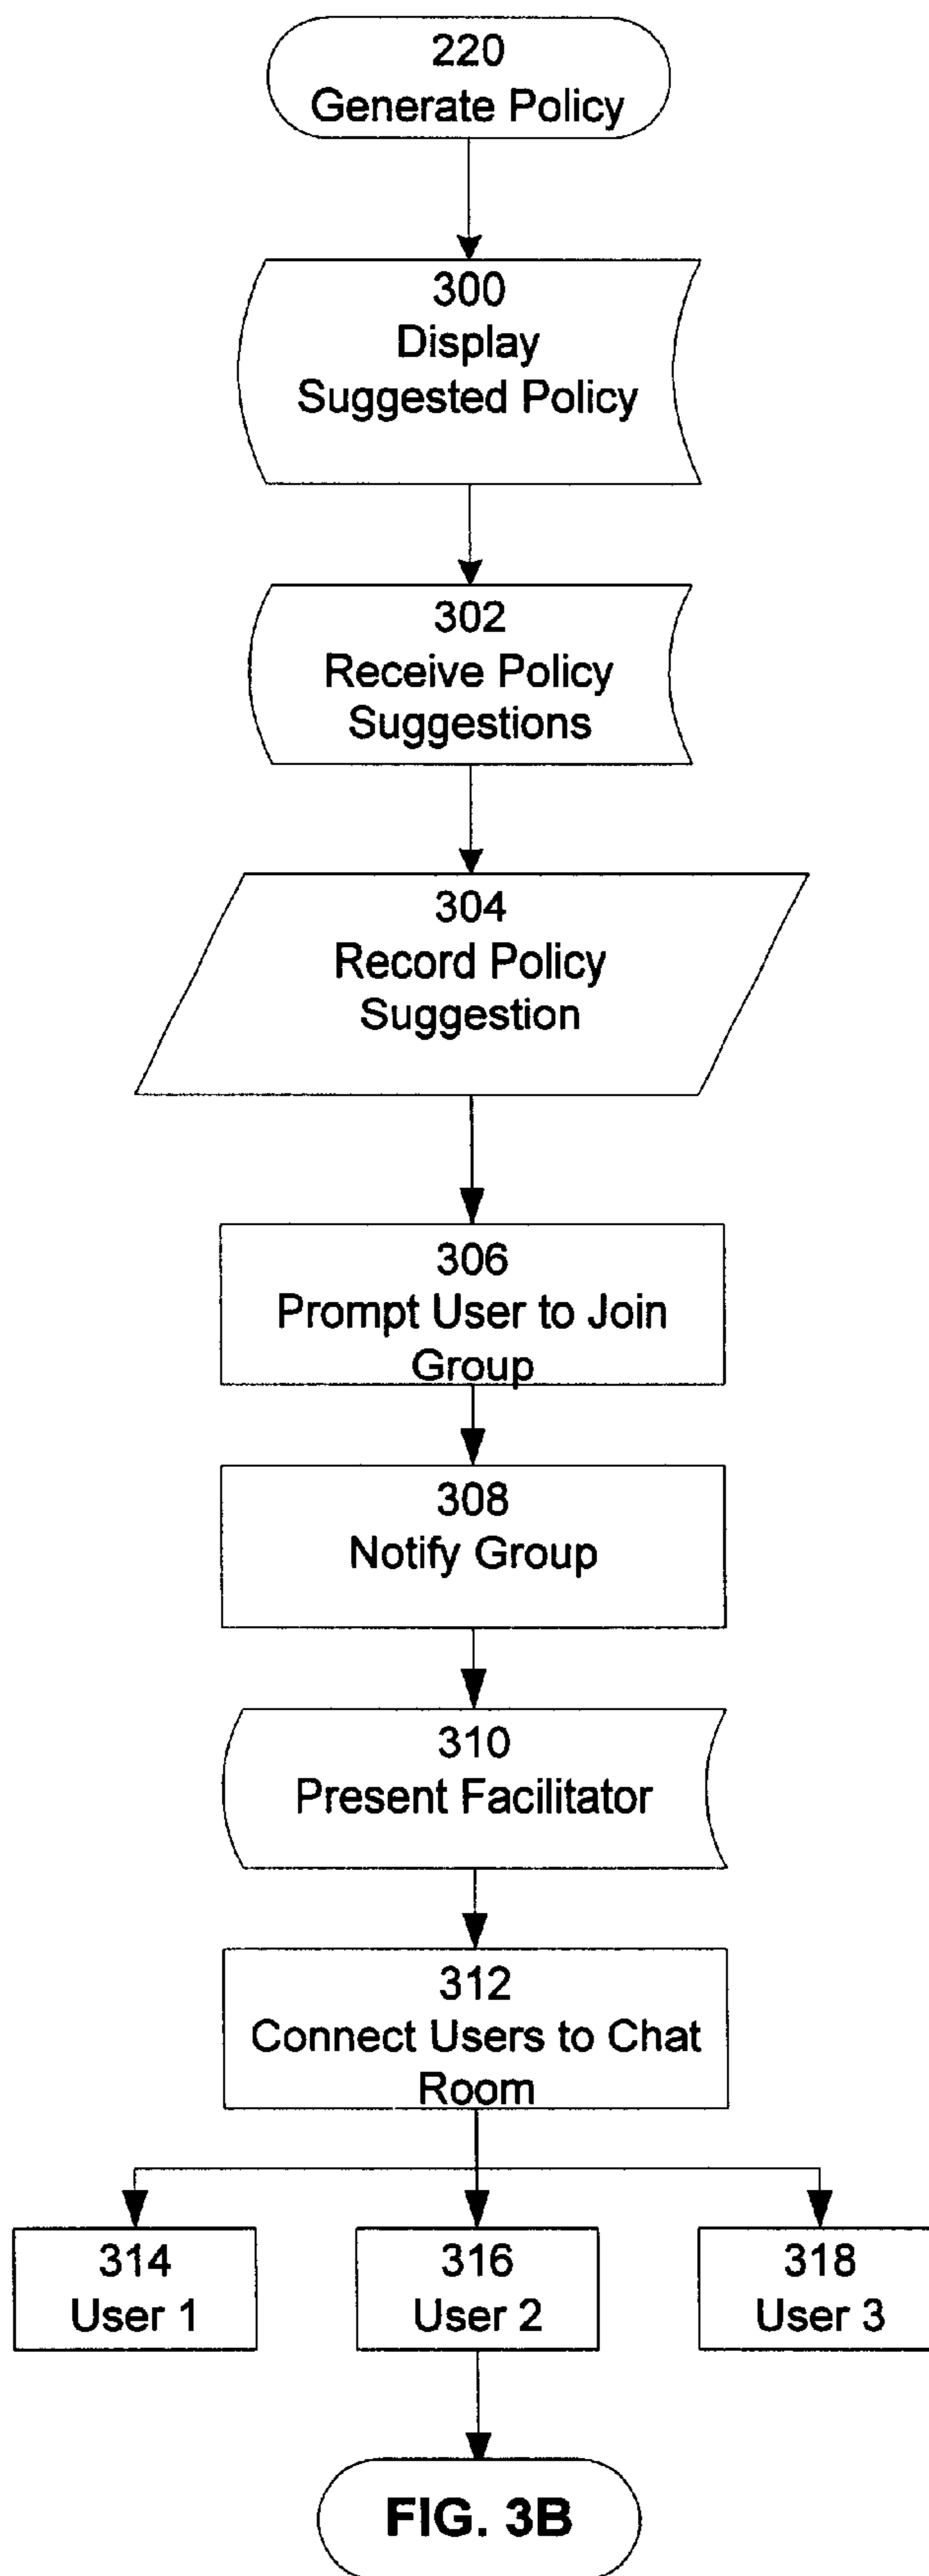 220
Generate Policy
300
Display
Suggested Policy
302
Receive Policy
Suggestions
304
Record Policy
Suggestion
306
Prompt User to Join
Group
308
Notify Group
310
Present Facilitator
312
Connect Users to Chat
Room
314
User 1
316
User 2
318
User 3
FIG. 3B